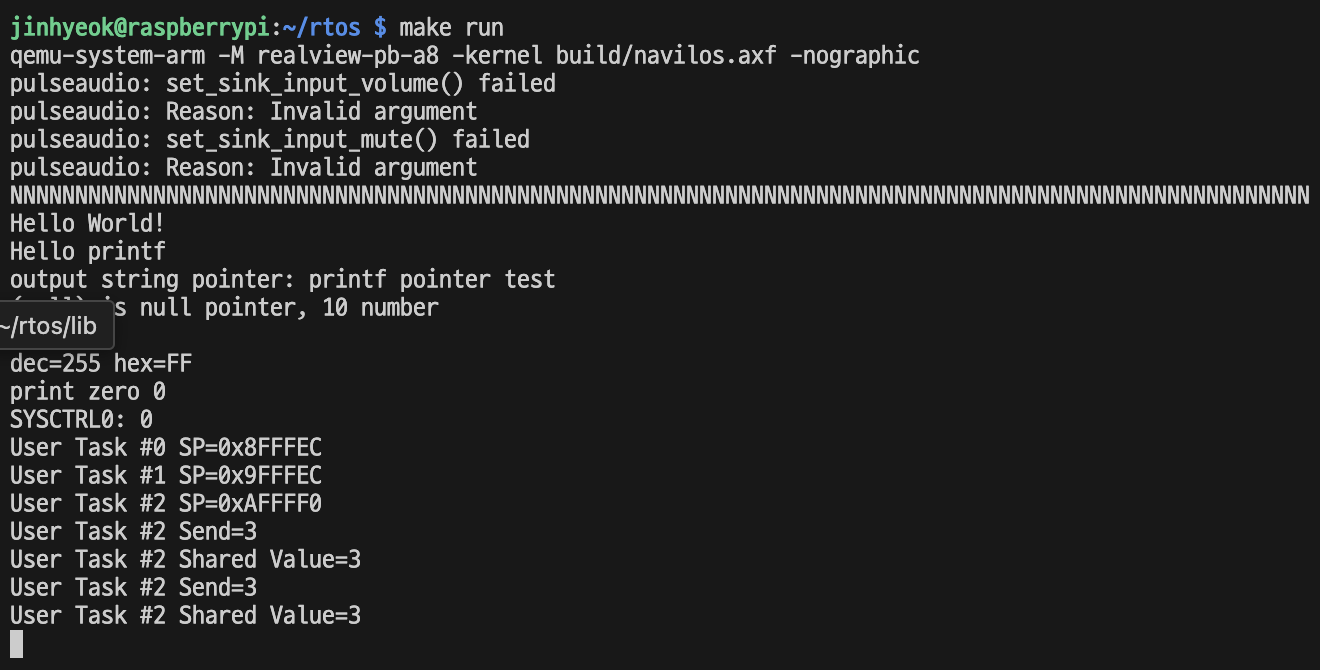 jinhyeok@raspberrypi:~/rtos $ make run
qemu-system-arm -M realview-pb-a8 -kernel build/navilos.axf -nographic
pulseaudio: set_sink_input_volume() failed
pulseaudio: Reason: Invalid argument
pulseaudio: set_sink_input_mute() failed
pulseaudio: Reason: Invalid argument
NNNNNNNNNNNNNNNNNNNNNNNNNNNNNNNNNNNNNNNNNNNNNNNNNNNNNNNNNNNNNNNNNNNNNNNNNNNNNNNNNNNNNNNNNNNNNNNNNNNN
Hello World!
Hello printf
output string pointer: printf pointer test
null pointer, 10 number
~/rtos/lib
dec=255 hex=FF
print zero 0
SYSCTRL0: 0
User Task #0 SP=0x8FFFEC
User Task #1 SP=0x9FFFEC
User Task #2 SP=0xAFFFF0
User Task #2 Send=3
User Task #2 Shared Value=3
User Task #2 Send=3
User Task #2 Shared Value=3